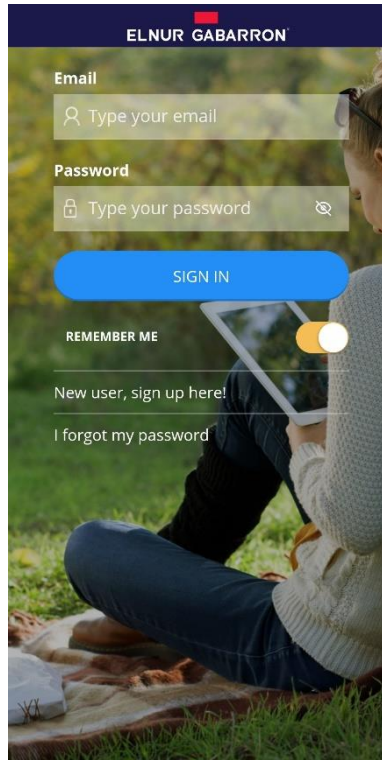 ELNUR GABARRON
Email
Type your email
Password
Type your password
SIGN IN
REMEMBER ME
New user, sign up here!
I forgot my password